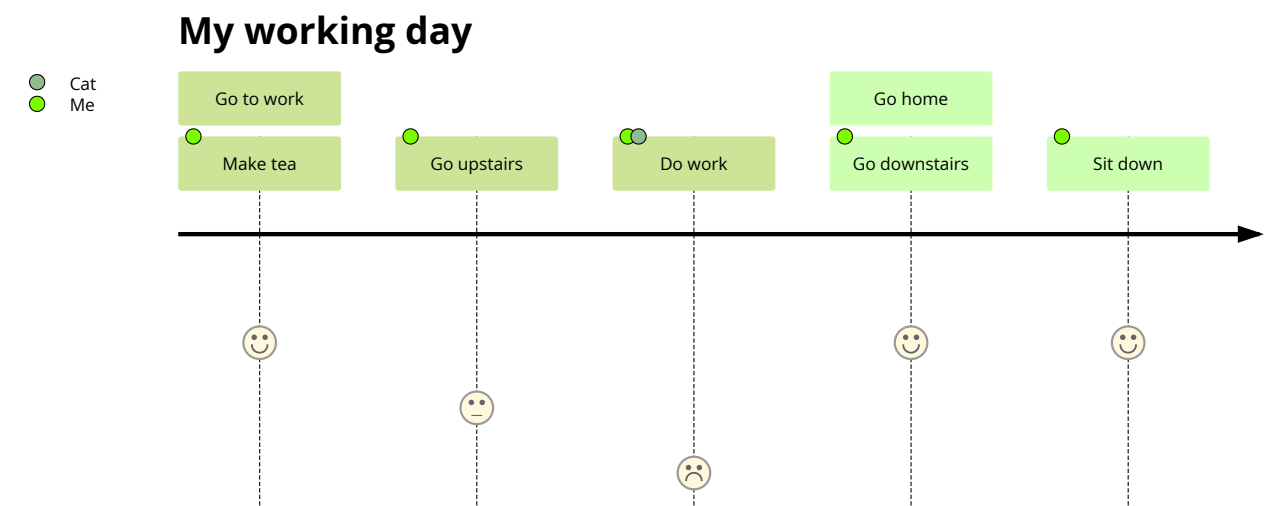 My working day
Cat
Me
Go to work
Go home
Make tea
Go upstairs
Do work
Go downstairs
Sit down